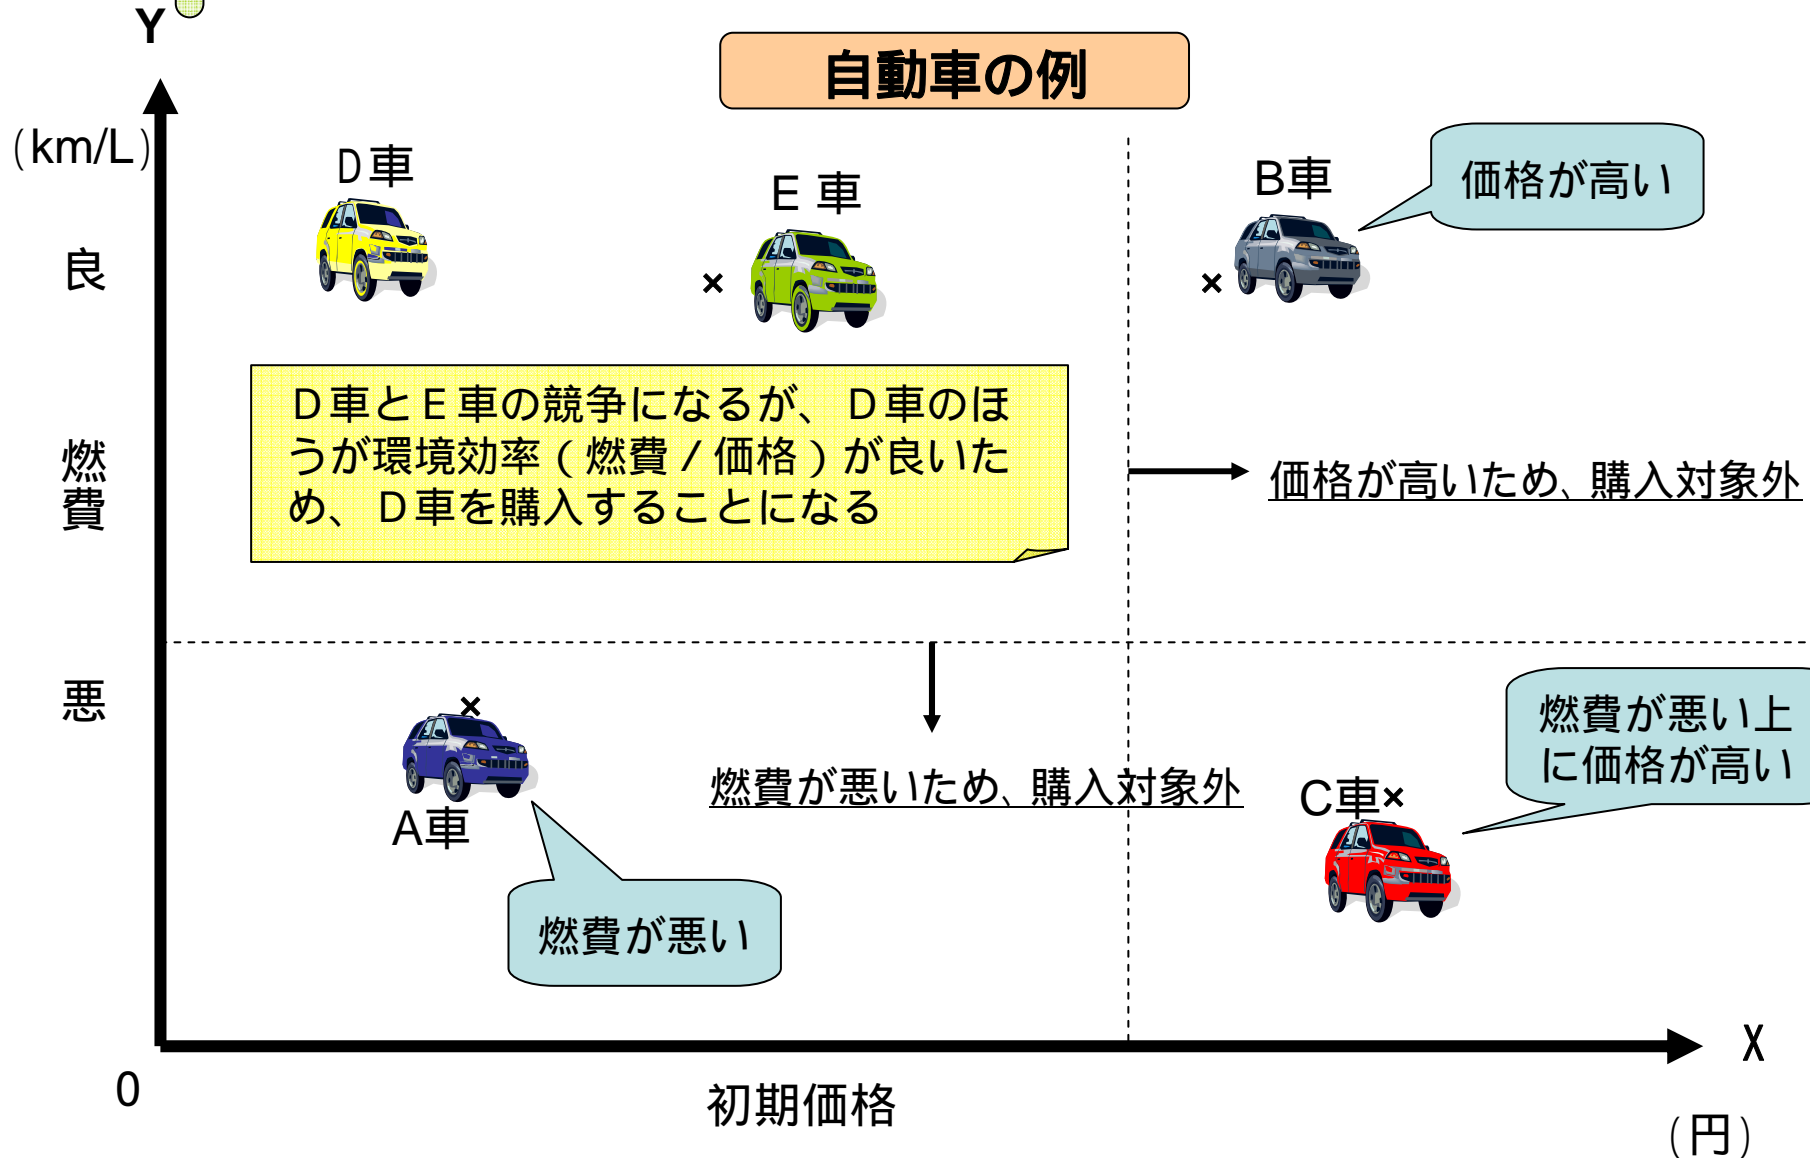 Y
自動車の例
(km/L)
D車
E車
B車
価格が高い
×
×
良
D車とE車の競争になるが、D車のほ
うが環境効率(燃費/価格)が良いた
め、D車を購入することになる
燃費
価格が高いため、購入対象外
悪
×
A車
燃費が悪いため、購入対象外
C車×
燃費が悪い上
に価格が高い
燃費が悪い
X
0
初期価格
(円)